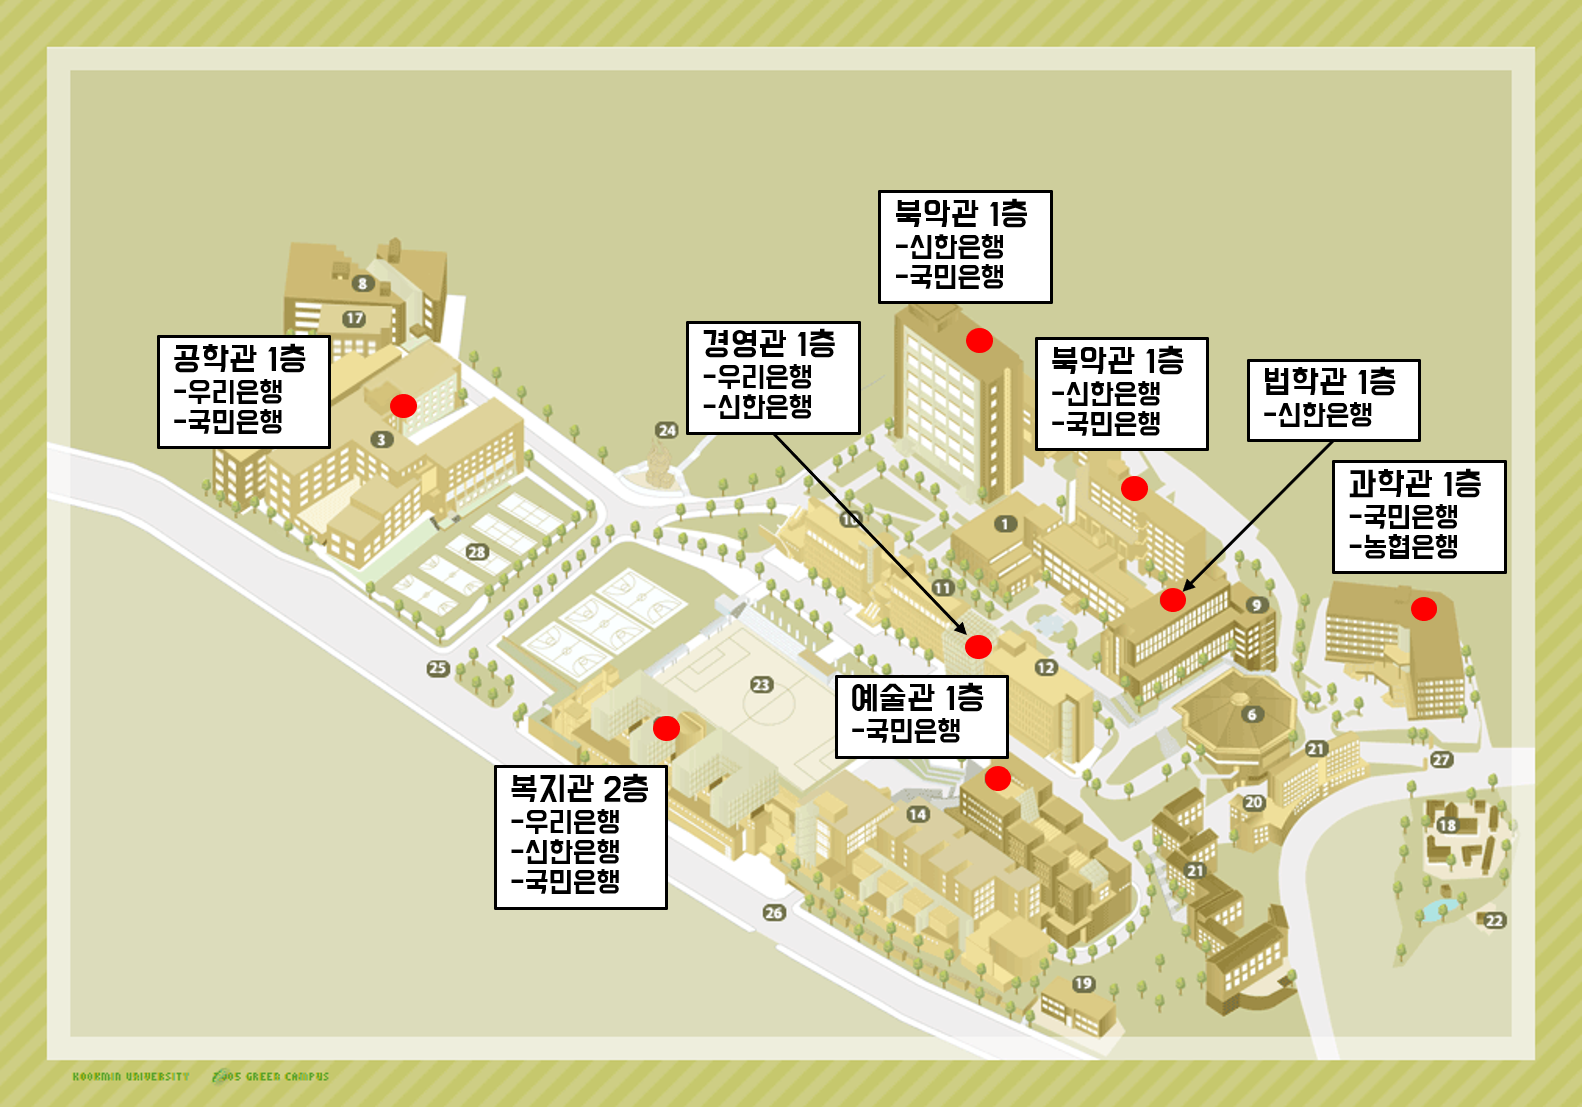 북악관 1층
-신한은행
-국민은행
경영관 1층
-우리은행
-신한은행
공학관 1층
-우리은행
-국민은행
북악관 1층
-신한은행
-국민은행
법학관 1층
-신한은행
과학관 1층
-국민은행
-농협은행
예술관 1층
-국민은행
복지관 2층
-우리은행
-신한은행
-국민은행
8
17
3
24
28
10
1
11
9
25
23
12
6
21
27
20
18
14
21
26
22
19
KOOKMIN UNIVERSITY
2005 GREEN CAMPUS